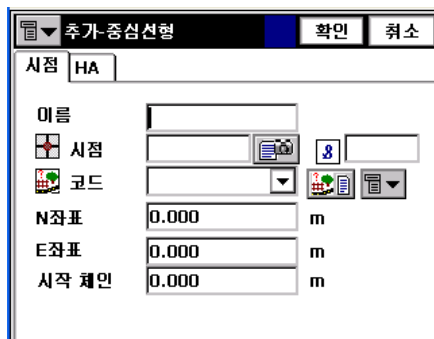 추가-중심선형 확인 취소
시점 HA
이름
시점
코드
N좌표 0.000 m
E좌표 0.000 m
시작 체인 0.000 m